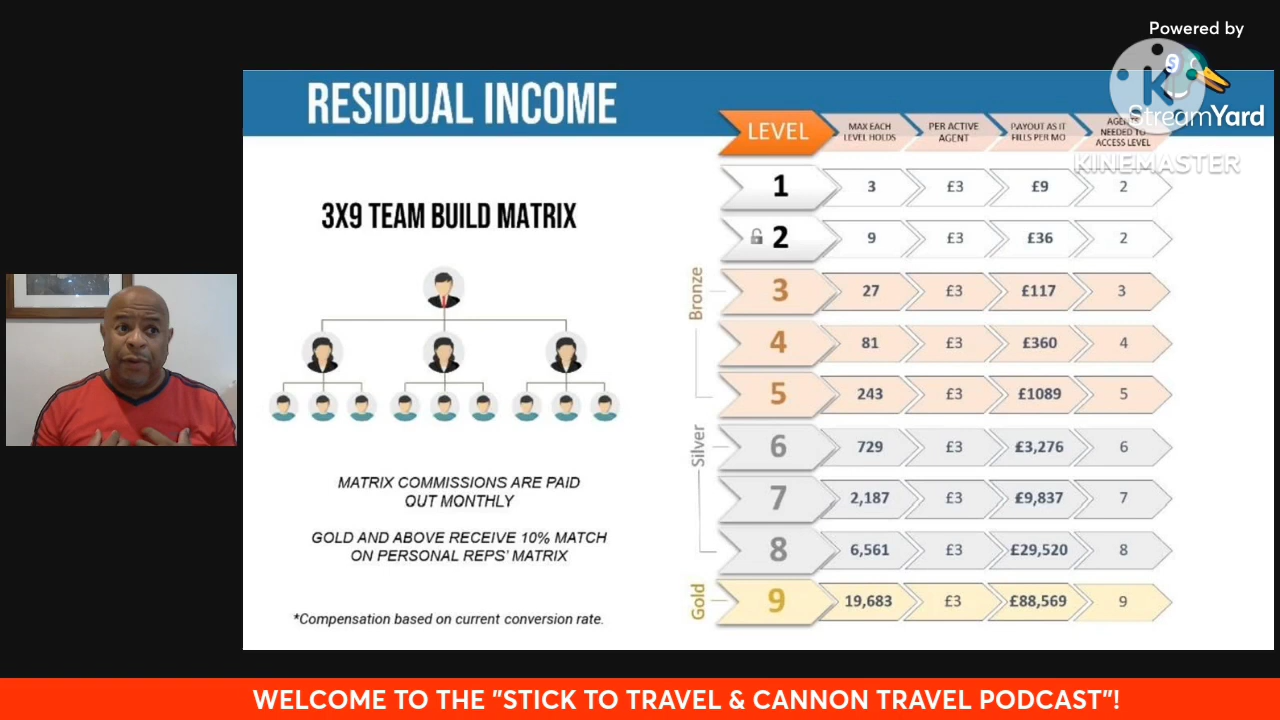 Powered by
StreamYard
KINEMASTER
RESIDUAL INCOME
3X9 TEAM BUILD MATRIX
MATRIX COMMISSIONS ARE PAID
OUT MONTHLY
GOLD AND ABOVE RECEIVE 10% MATCH
ON PERSONAL REPS' MATRIX
*Compensation based on current conversion rate.
LEVEL
MAX EACH
LEVEL HOLDS
PER ACTIVE
AGENT
PAYOUT AS IT
FILLS PER MO
NEEDED TO
ACCESS LEVEL
1 3 £3 £9 2
2 9 £3 £36 2
Bronze
3 27 £3 £117 3
4 81 £3 £360 4
5 243 £3 £1089 5
Silver
6 729 £3 £3,276 6
7 2,187 £3 £9,837 7
8 6,561 £3 £29,520 8
Gold
9 19,683 £3 £88,569 9
WELCOME TO THE "STICK TO TRAVEL & CANNON TRAVEL PODCAST"!